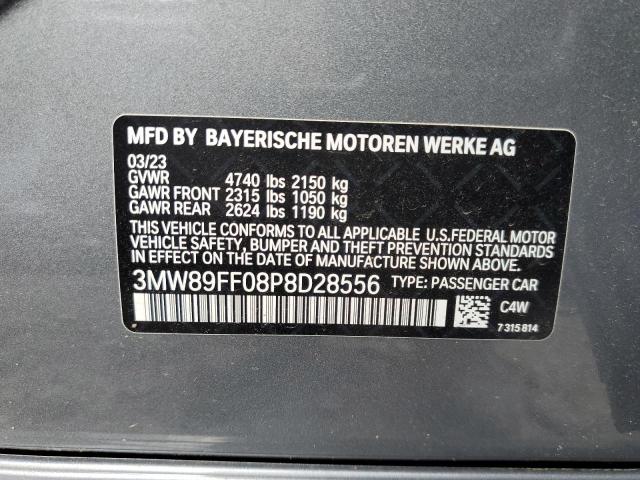 MFD BY BAYERISCHE MOTOREN WERKE AG
03/23
GVWR 4740 lbs 2150 kg
GAWR FRONT 2315 lbs 1050 kg
GAWR REAR 2624 lbs 1190 kg
THIS VEHICLE CONFORMS TO ALL APPLICABLE U.S.FEDERAL MOTOR
VEHICLE SAFETY, BUMPER AND THEFT PREVENTION STANDARDS
IN EFFECT ON THE DATE OF MANUFACTURE SHOWN ABOVE.
3MW89FF08P8D28556 TYPE: PASSENGER CAR
C4W
7 315 814